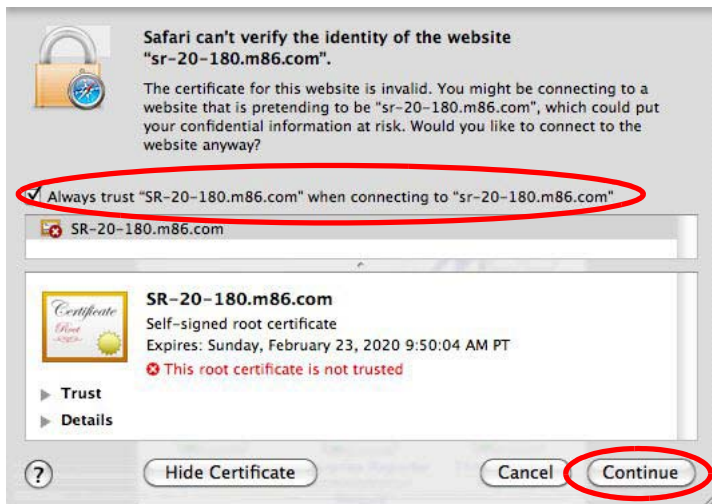 Safari can't verify the identity of the website
"sr-20-180.m86.com".
The certificate for this website is invalid. You might be connecting to a
website that is pretending to be "sr-20-180.m86.com", which could put
your confidential information at risk. Would you like to connect to the
website anyway?
Always trust "SR-20-180.m86.com" when connecting to "sr-20-180.m86.com"
SR-20-180.m86.com
Certificate
Root
SR-20-180.m86.com
Self-signed root certificate
Expires: Sunday, February 23, 2020 9:50:04 AM PT
This root certificate is not trusted
Trust
Details
? Hide Certificate Cancel Continue